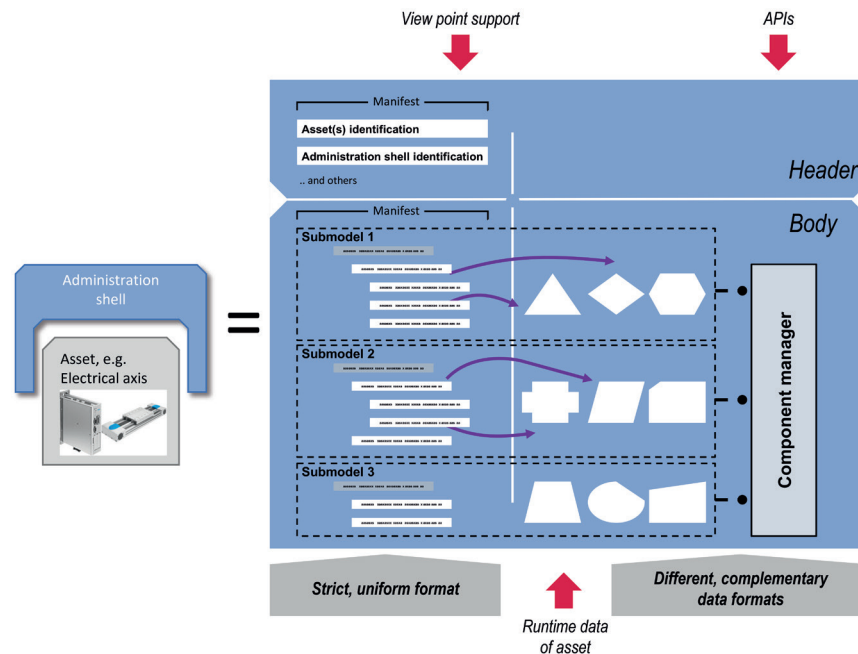 View point support
APIs
Manifest
Asset(s) identification
Administration shell identification
.. and others
Header
Manifest
Body
Submodel 1
Administration
shell
=
Asset, e.g.
Electrical axis
Submodel 2
Component manager
Submodel 3
Strict, uniform format
Different, complementary
data formats
Runtime data
of asset